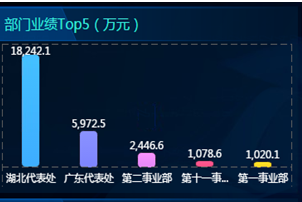 部门业绩Top5（万元）
18,242.1
5,972.5
2,446.6
1,078.6
1,020.1
湖北代表处 广东代表处 第二事业部 第十一事... 第一事业部